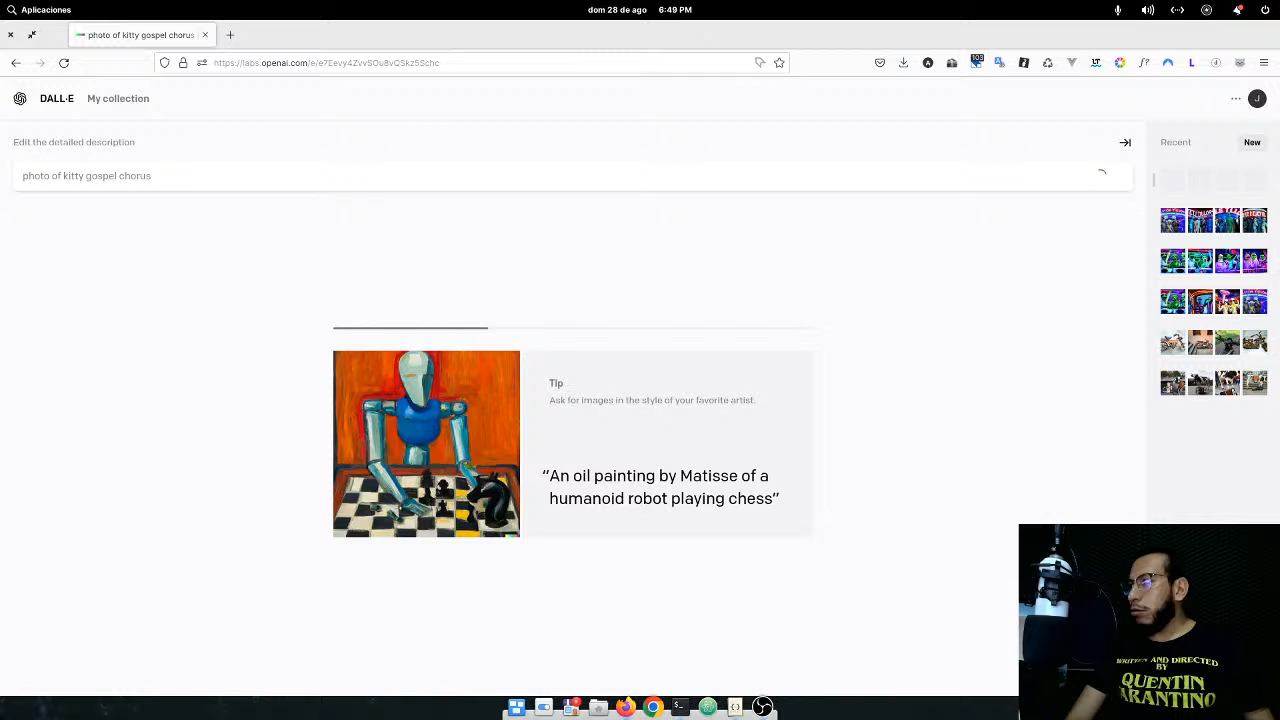 Aplicaciones
dom 28 de ago
6:49 PM
photo of kitty gospel chorus
https://labs.openai.com/e/e7Eevy4ZvvSOu8vQSkz5Schc
103
DALL·E
My collection
J
Edit the detailed description
Recent
New
photo of kitty gospel chorus
Tip
Ask for images in the style of your favorite artist.
“An oil painting by Matisse of a
humanoid robot playing chess”
WRITTEN AND DIRECTED
BY
QUENTIN
TARANTINO